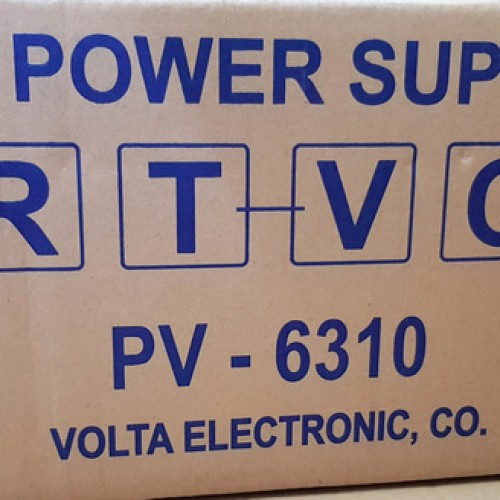 POWER SUP
R T-V C
PV - 6310
VOLTA ELECTRONIC, CO.